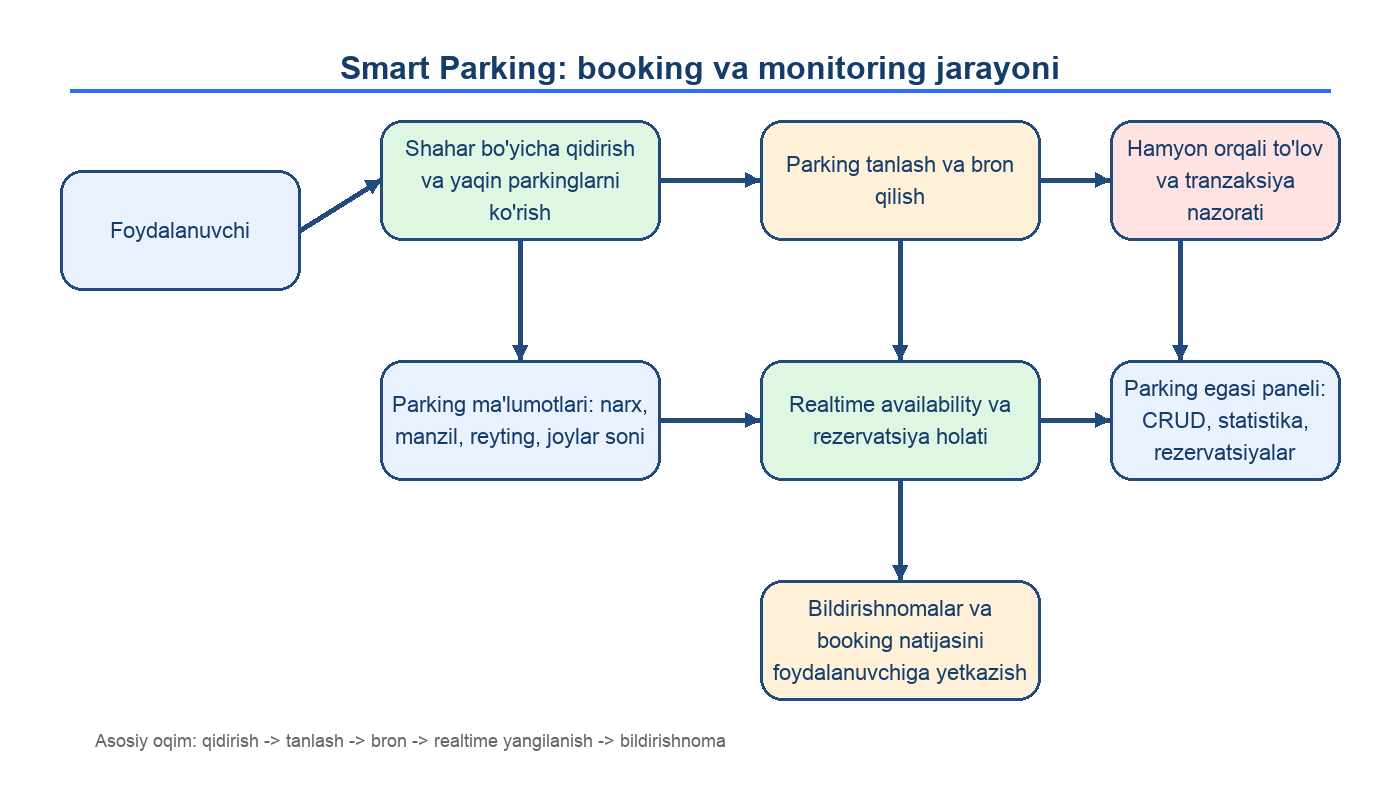 Smart Parking: booking va monitoring jarayoni
Foydalanuvchi
Shahar bo'yicha qidirish
va yaqin parkinglarni
ko'rish
Parking tanlash va bron
qilish
Hamyon orqali to'lov
va tranzaksiya
nazorati
Parking ma'lumotlari: narx,
manzil, reyting, joylar soni
Realtime availability va
rezervatsiya holati
Parking egasi paneli:
CRUD, statistika,
rezervatsiyalar
Bildirishnomalar va
booking natijasini
foydalanuvchiga yetkazish
Asosiy oqim: qidirish -> tanlash -> bron -> realtime yangilanish -> bildirishnoma